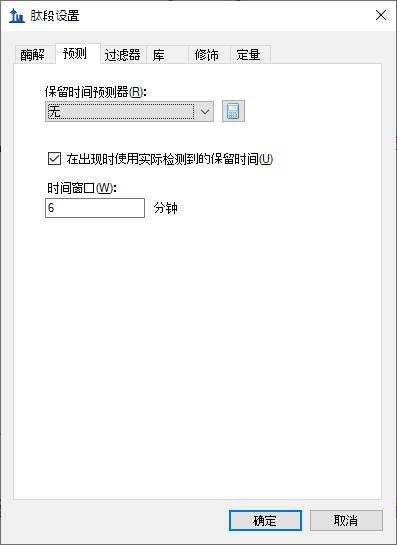 肽段设置
酶解 预测 过滤器 库 修饰 定量
保留时间预测器(R):
无
在出现时使用实际检测到的保留时间(U)
时间窗口(W):
6 分钟
确定 取消